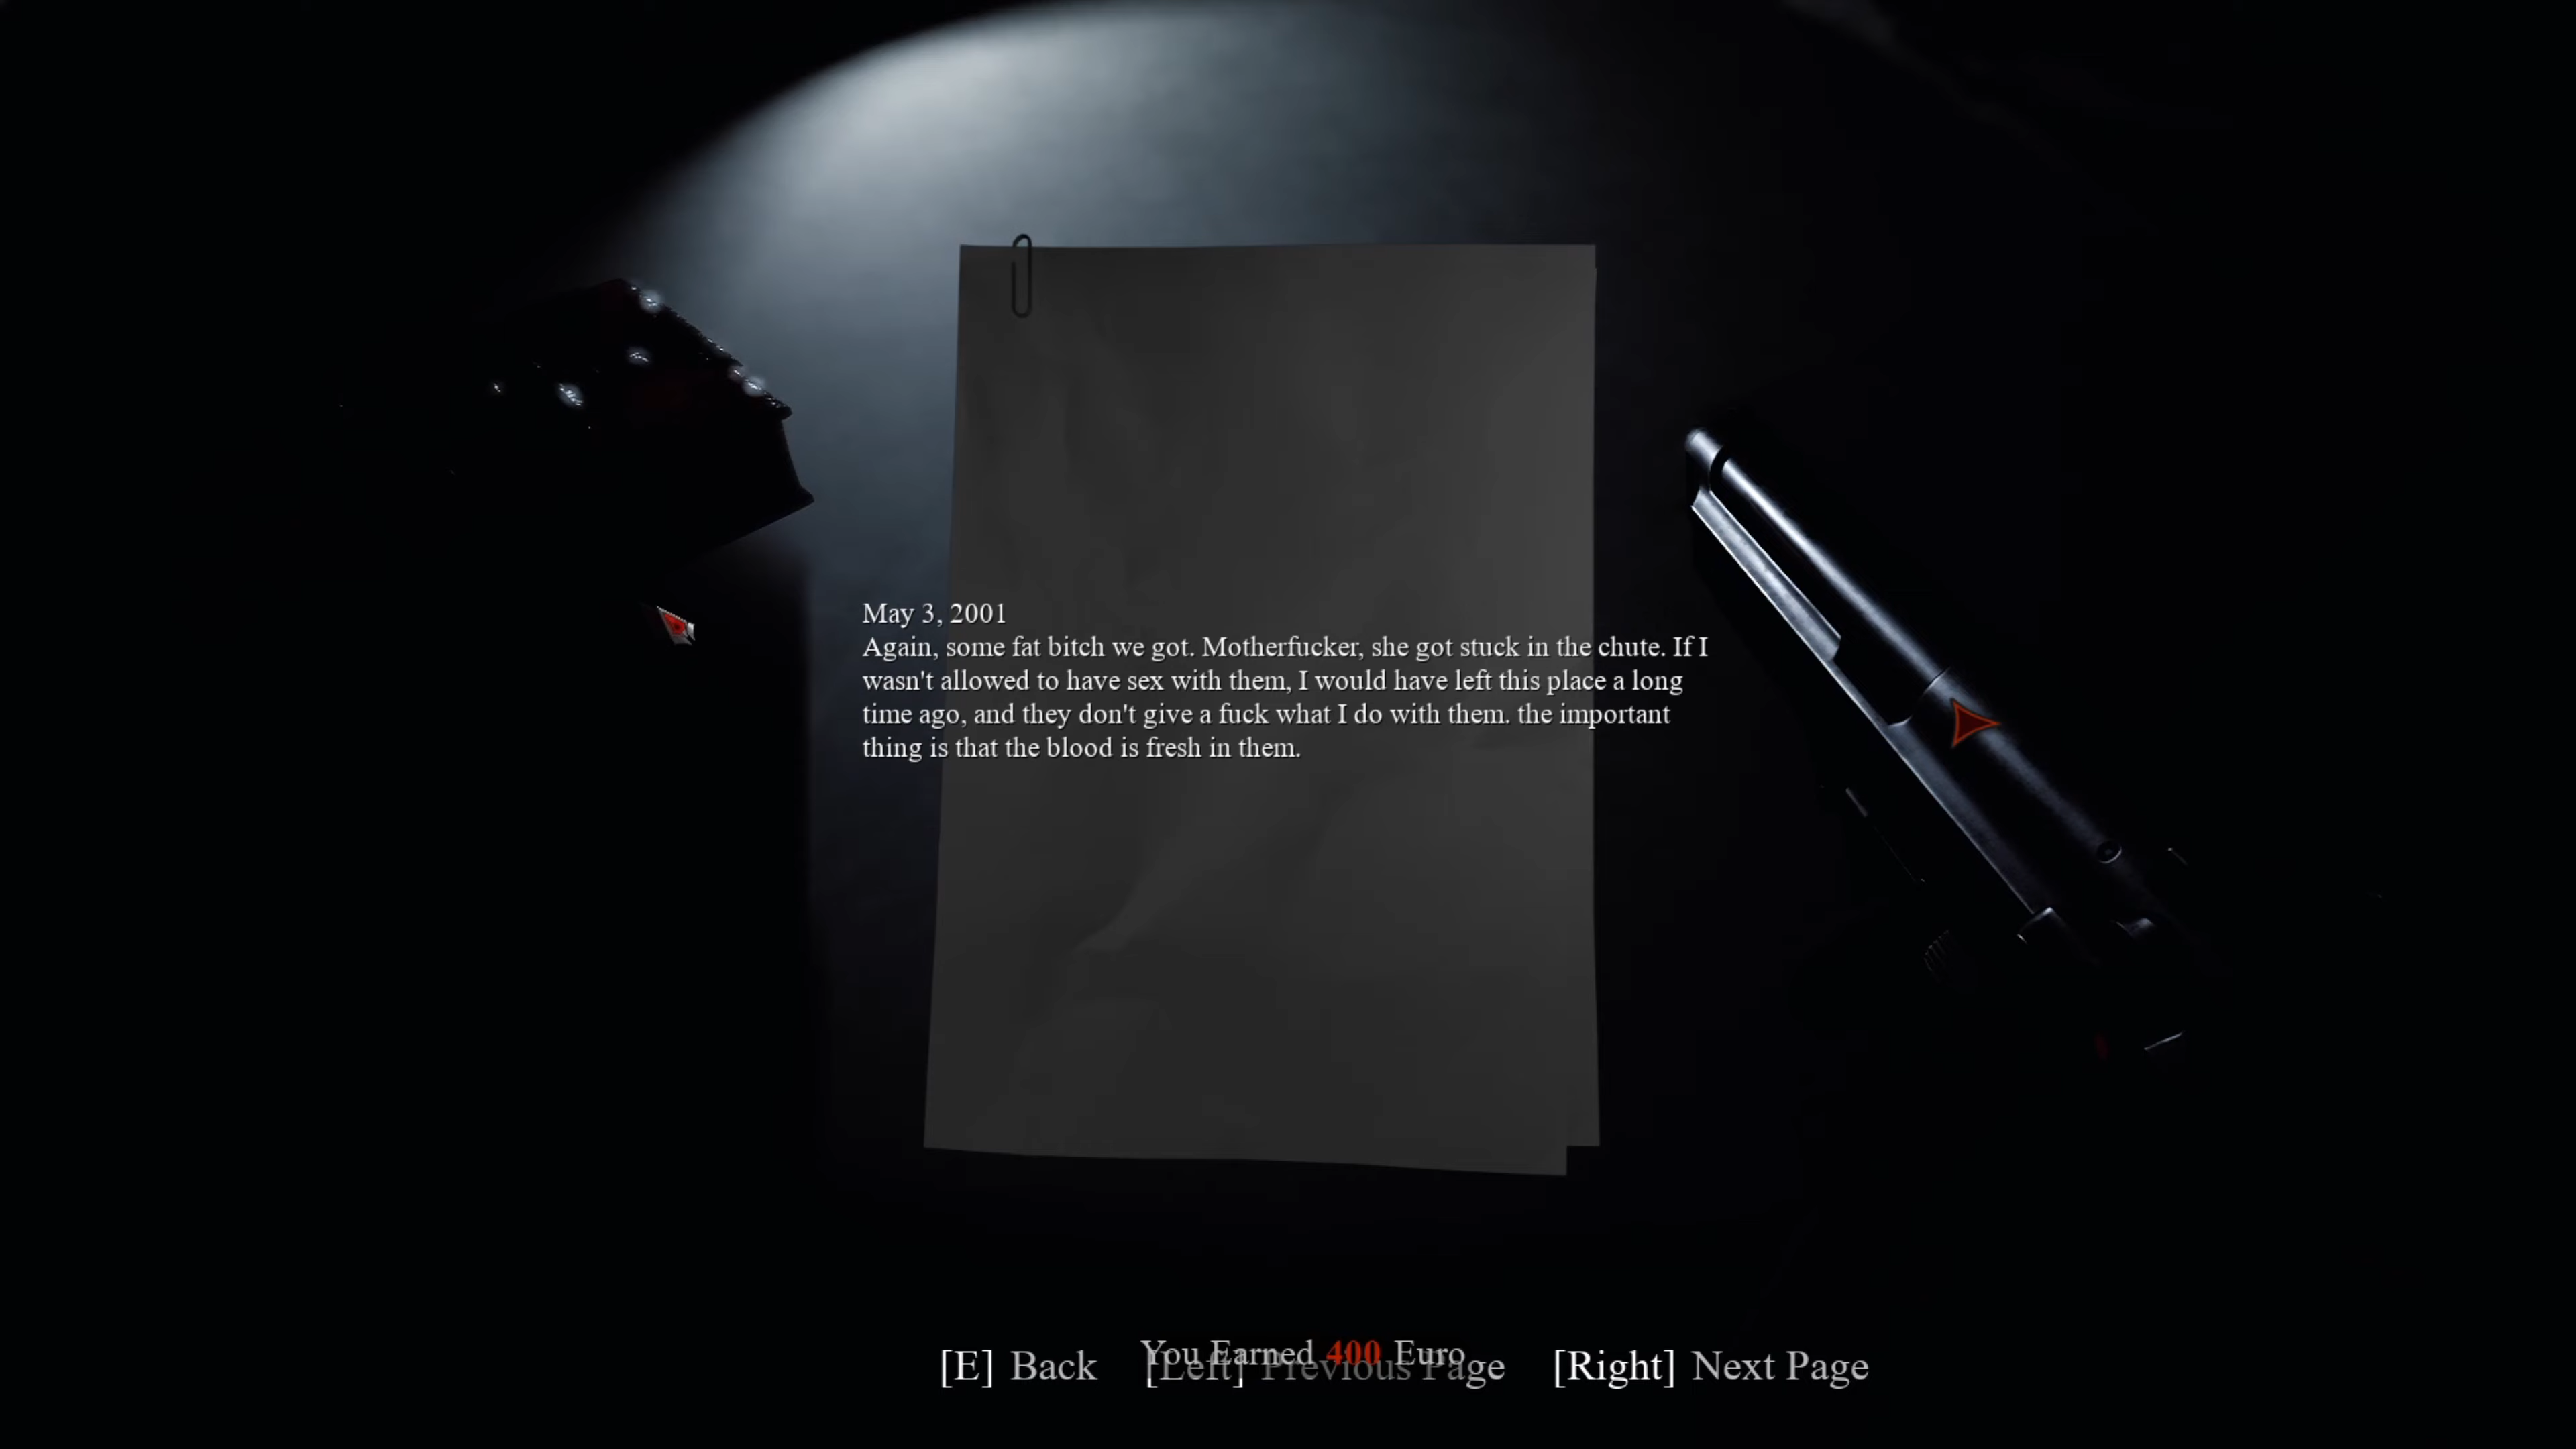 May 3, 2001
Again, some fat bitch we got. Motherfucker, she got stuck in the chute. If I
wasn't allowed to have sex with them, I would have left this place a long
time ago, and they don't give a fuck what I do with them. the important
thing is that the blood is fresh in them.
You Earned 400 Euro
[E] Back [Left] Previous Page [Right] Next Page